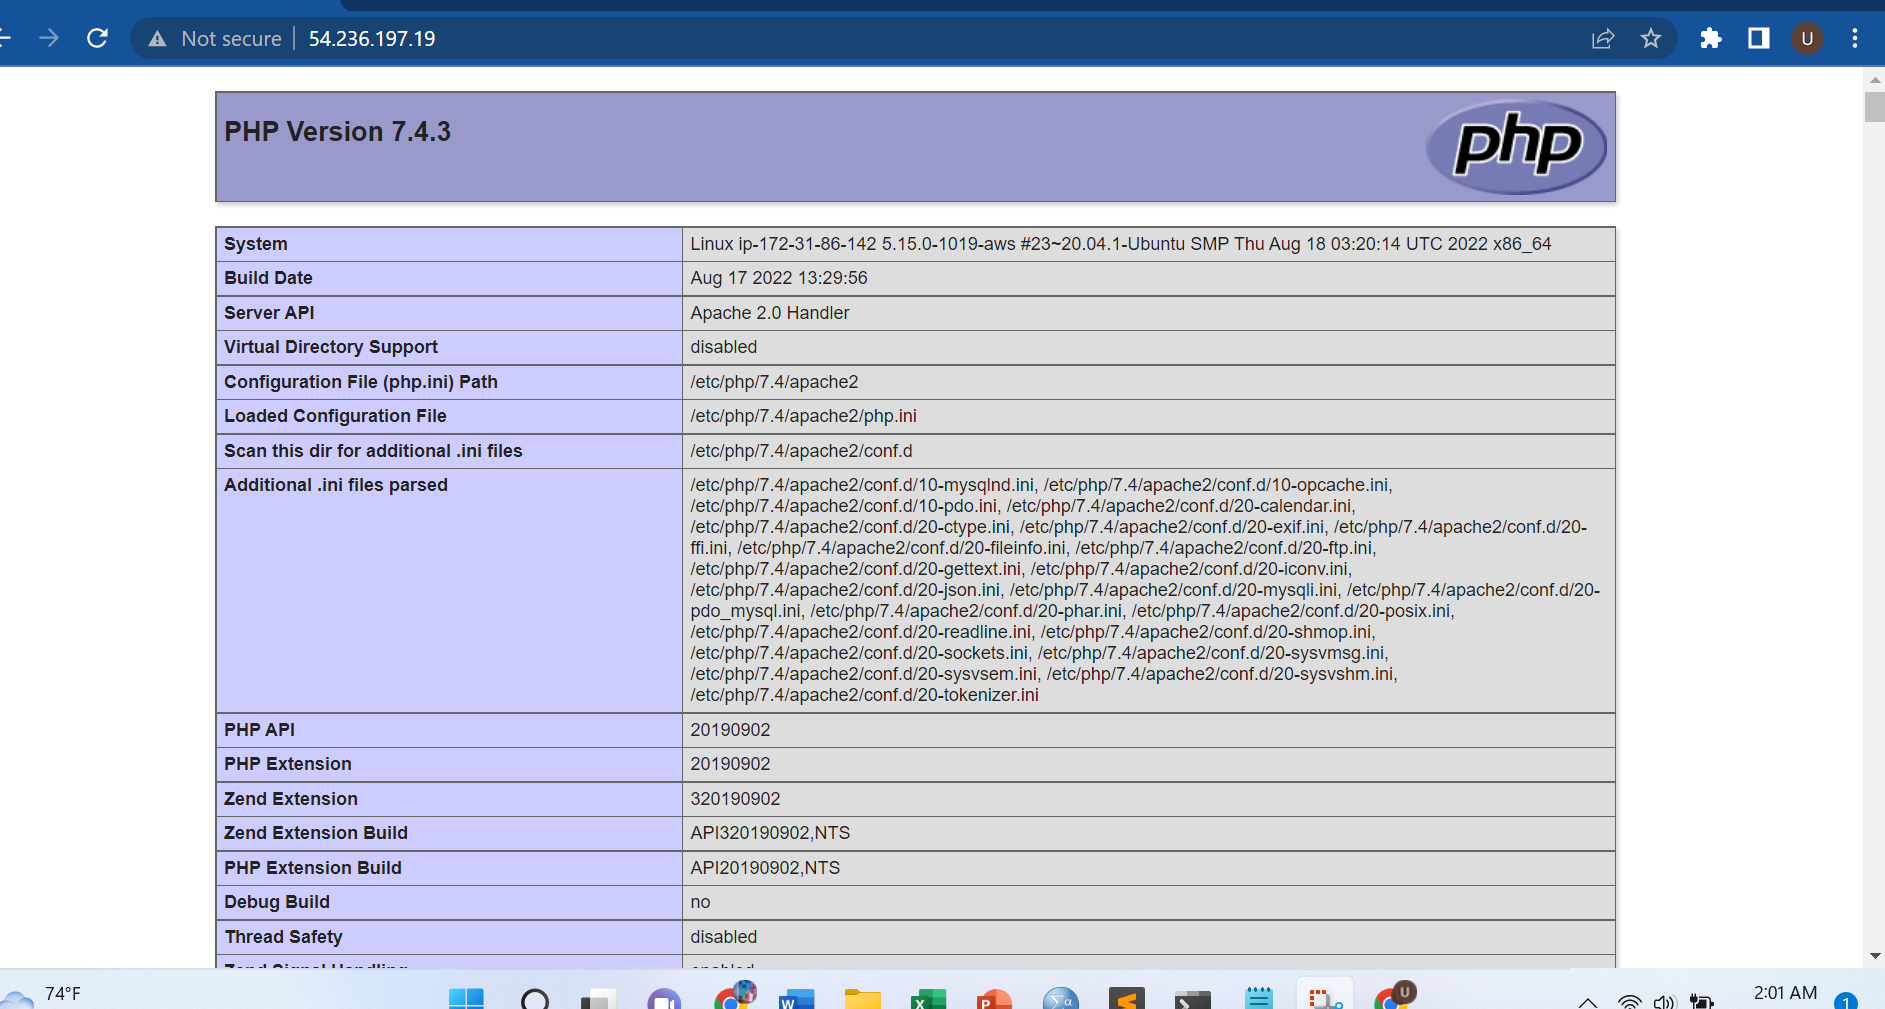 Not secure 54.236.197.19
U
PHP Version 7.4.3
php
System Linux ip-172-31-86-142 5.15.0-1019-aws #23~20.04.1-Ubuntu SMP Thu Aug 18 03:20:14 UTC 2022 x86_64
Build Date Aug 17 2022 13:29:56
Server API Apache 2.0 Handler
Virtual Directory Support disabled
Configuration File (php.ini) Path /etc/php/7.4/apache2
Loaded Configuration File /etc/php/7.4/apache2/php.ini
Scan this dir for additional .ini files /etc/php/7.4/apache2/conf.d
Additional .ini files parsed /etc/php/7.4/apache2/conf.d/10-mysqlnd.ini, /etc/php/7.4/apache2/conf.d/10-opcache.ini,
/etc/php/7.4/apache2/conf.d/10-pdo.ini, /etc/php/7.4/apache2/conf.d/20-calendar.ini,
/etc/php/7.4/apache2/conf.d/20-ctype.ini, /etc/php/7.4/apache2/conf.d/20-exif.ini, /etc/php/7.4/apache2/conf.d/20-
ffi.ini, /etc/php/7.4/apache2/conf.d/20-fileinfo.ini, /etc/php/7.4/apache2/conf.d/20-ftp.ini,
/etc/php/7.4/apache2/conf.d/20-gettext.ini, /etc/php/7.4/apache2/conf.d/20-iconv.ini,
/etc/php/7.4/apache2/conf.d/20-json.ini, /etc/php/7.4/apache2/conf.d/20-mysqli.ini, /etc/php/7.4/apache2/conf.d/20-
pdo_mysql.ini, /etc/php/7.4/apache2/conf.d/20-phar.ini, /etc/php/7.4/apache2/conf.d/20-posix.ini,
/etc/php/7.4/apache2/conf.d/20-readline.ini, /etc/php/7.4/apache2/conf.d/20-shmop.ini,
/etc/php/7.4/apache2/conf.d/20-sockets.ini, /etc/php/7.4/apache2/conf.d/20-sysvmsg.ini,
/etc/php/7.4/apache2/conf.d/20-sysvsem.ini, /etc/php/7.4/apache2/conf.d/20-sysvshm.ini,
/etc/php/7.4/apache2/conf.d/20-tokenizer.ini
PHP API 20190902
PHP Extension 20190902
Zend Extension 320190902
Zend Extension Build API320190902,NTS
PHP Extension Build API20190902,NTS
Debug Build no
Thread Safety disabled
74°F
U
2:01 AM
1